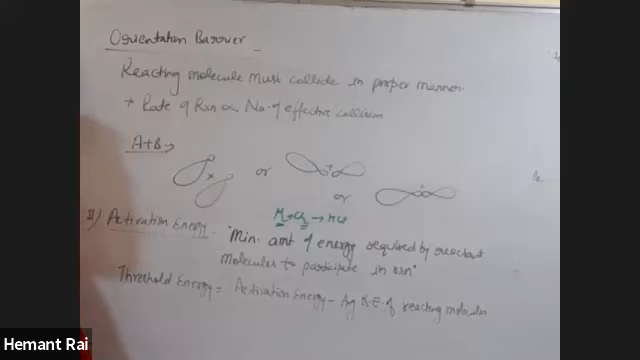 Orientation Barrier -
Reacting molecule must collide in proper manner.
+ Rate of Rxn ∝ No. of effective collision
A+B →
or
or
H2+Cl2 → HCl
II) Activation Energy - "Min. amt of energy required by reactant
molecules to participate in rxn"
Threshold Energy = Activation Energy - Avg K.E. of reacting molecules
Hemant Rai